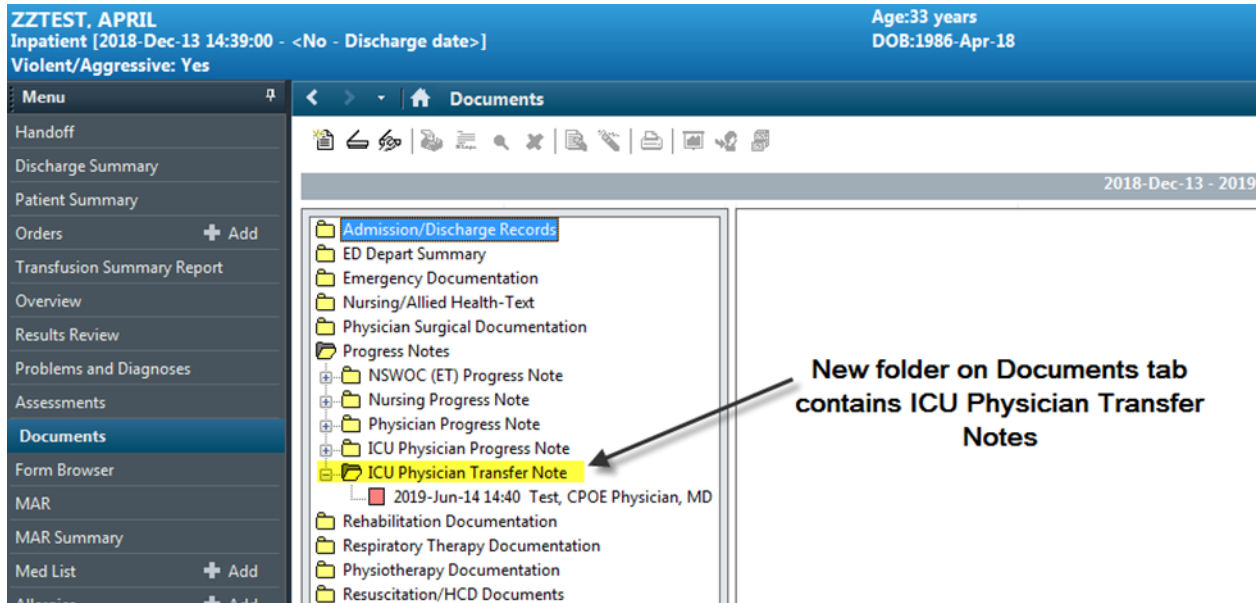 ZZTEST, APRIL
Age:33 years
Inpatient [2018-Dec-13 14:39:00 - <No - Discharge date>]
DOB:1986-Apr-18
Violent/Aggressive: Yes
Menu
Documents
Handoff
Discharge Summary
Patient Summary
Orders
Add
Transfusion Summary Report
Overview
Results Review
Problems and Diagnoses
Assessments
Documents
Form Browser
MAR
MAR Summary
Med List
Add
Allergies
Add
2018-Dec-13 - 2019
Admission/Discharge Records
ED Depart Summary
Emergency Documentation
Nursing/Allied Health-Text
Physician Surgical Documentation
Progress Notes
NSWOC (ET) Progress Note
Nursing Progress Note
Physician Progress Note
ICU Physician Progress Note
ICU Physician Transfer Note
2019-Jun-14 14:40 Test, CPOE Physician, MD
Rehabilitation Documentation
Respiratory Therapy Documentation
Physiotherapy Documentation
Resuscitation/HCD Documents
New folder on Documents tab
contains ICU Physician Transfer
Notes